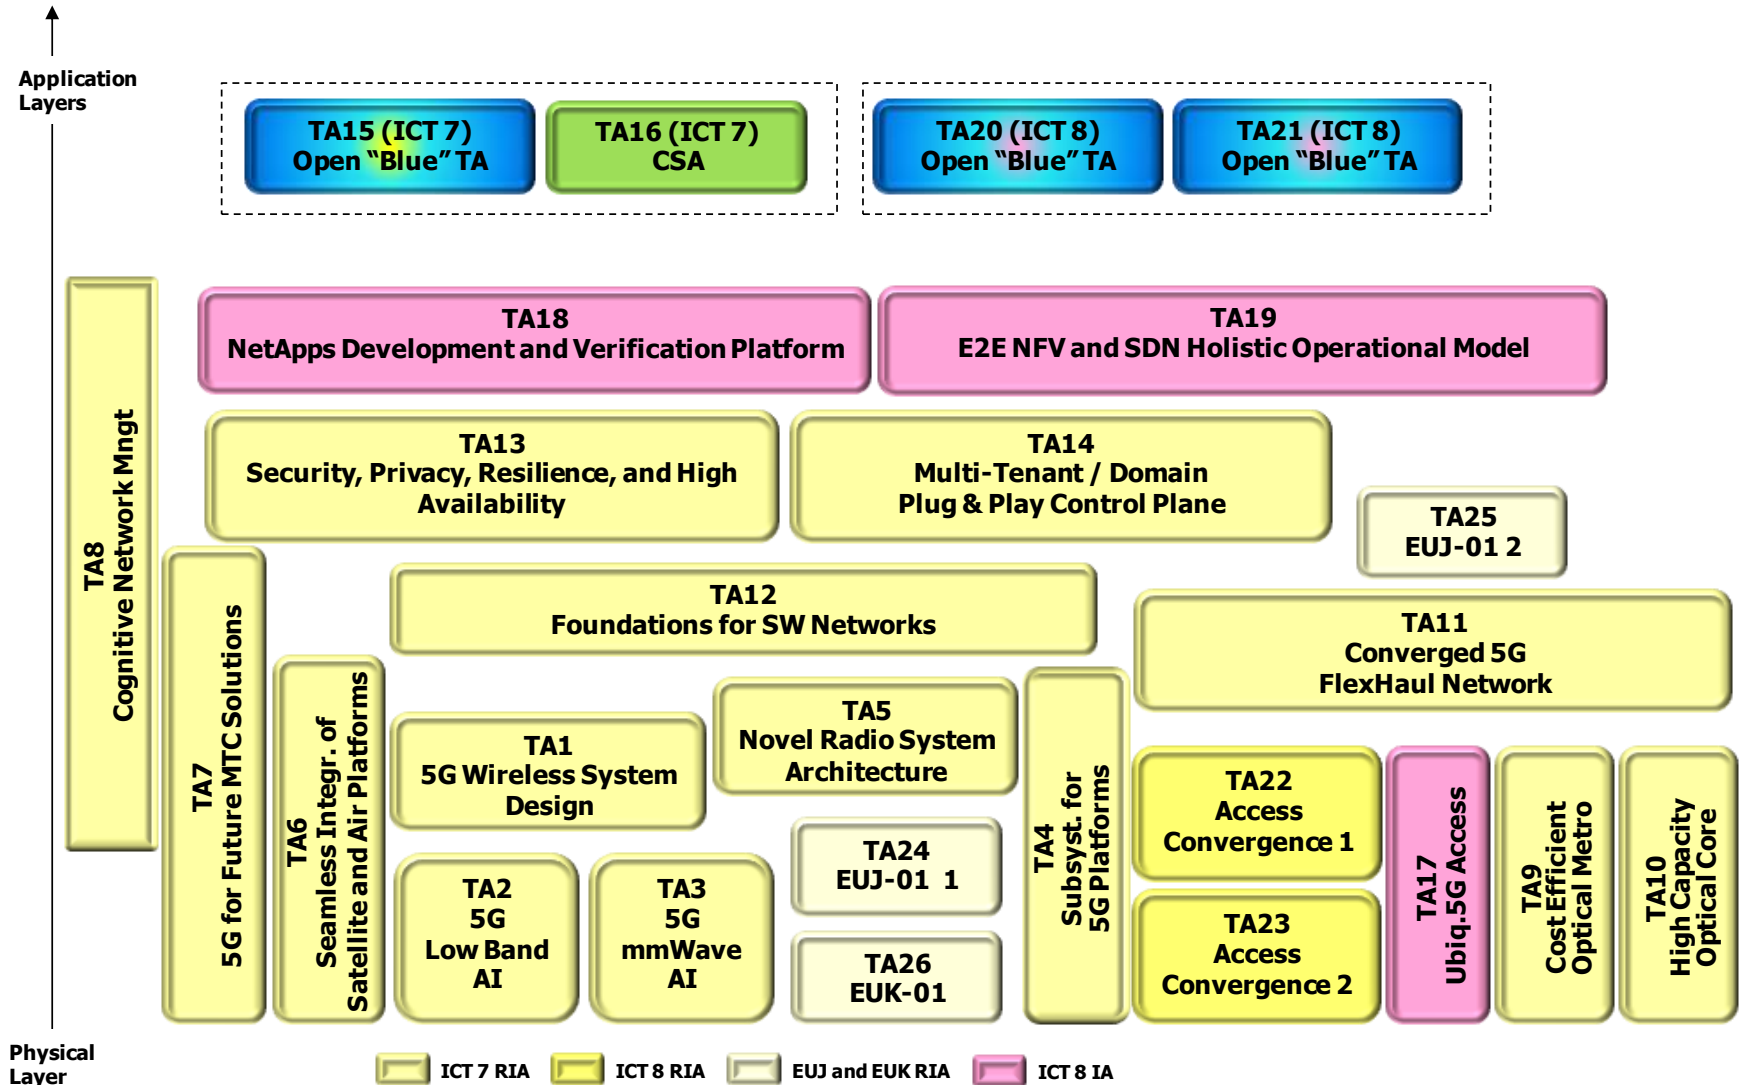 Application
Layers
TA15 (ICT 7)
Open “Blue” TA
TA16 (ICT 7)
CSA
TA20 (ICT 8)
Open “Blue” TA
TA21 (ICT 8)
Open “Blue” TA
TA8
Cognitive Network Mngt
TA18
NetApps Development and Verification Platform
TA19
E2E NFV and SDN Holistic Operational Model
TA13
Security, Privacy, Resilience, and High
Availability
TA14
Multi-Tenant / Domain
Plug & Play Control Plane
TA25
EUJ-01 2
TA7
5G for Future MTC Solutions
TA12
Foundations for SW Networks
TA11
Converged 5G
FlexHaul Network
TA6
Seamless Integr. of
Satellite and Air Platforms
TA1
5G Wireless System
Design
TA5
Novel Radio System
Architecture
TA4
Subsyst. for
5G Platforms
TA22
Access
Convergence 1
TA17
Ubiq.5G Access
TA9
Cost Efficient
Optical Metro
TA10
High Capacity
Optical Core
TA2
5G
Low Band
AI
TA3
5G
mmWave
AI
TA24
EUJ-01 1
TA26
EUK-01
TA23
Access
Convergence 2
Physical
Layer
ICT 7 RIA
ICT 8 RIA
EUJ and EUK RIA
ICT 8 IA